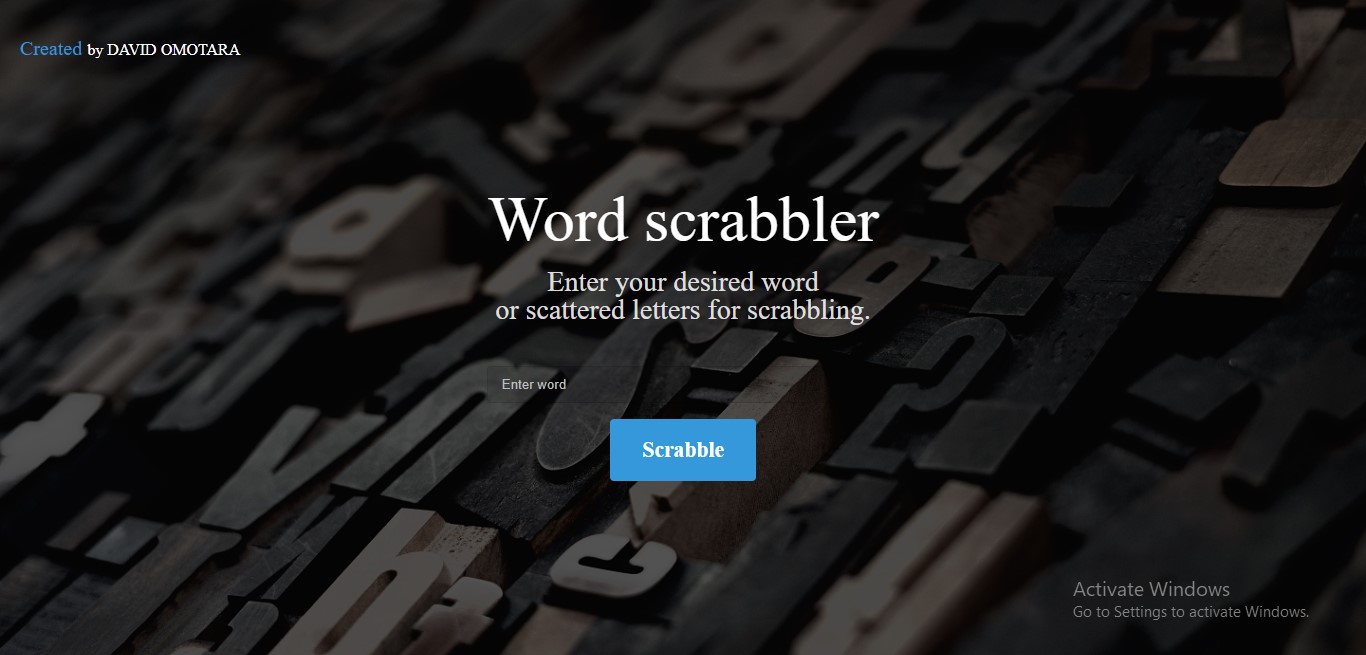 Created by DAVID OMOTARA
Word scrabbler
Enter your desired word
or scattered letters for scrabbling.
Enter word
Scrabble
Activate Windows
Go to Settings to activate Windows.